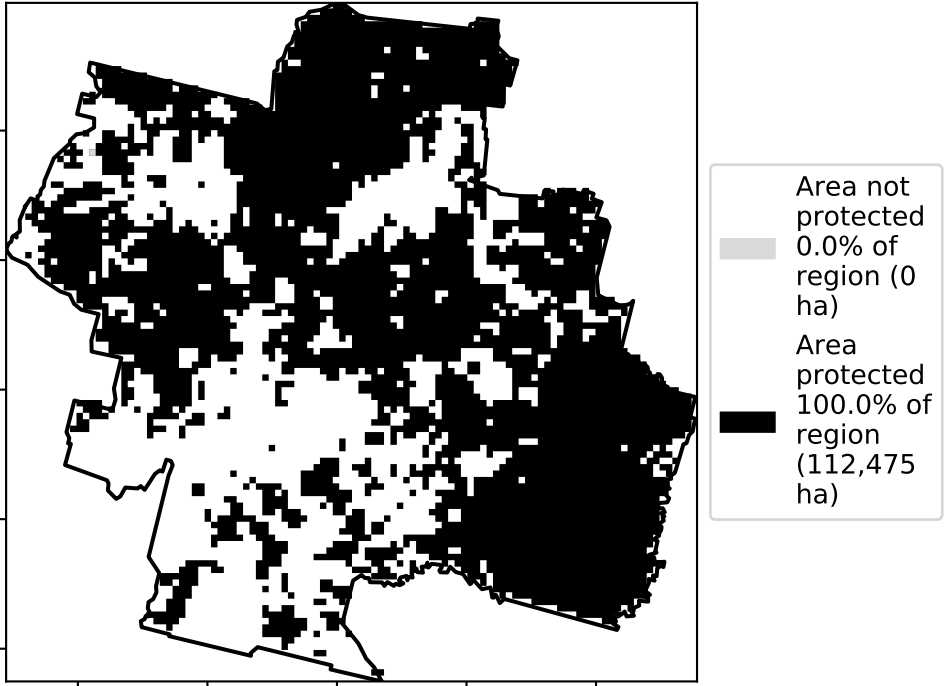 Area not
protected
0.0% of
region (0
ha)
Area
protected
100.0% of
region
(112,475
ha)